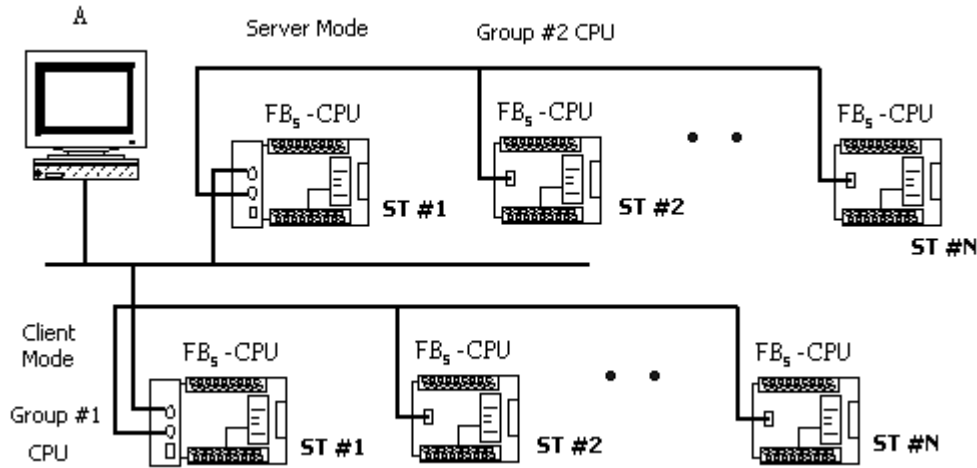 A
Server Mode
Group #2 CPU
FBs -CPU
FBs -CPU
FBs -CPU
ST #1
ST #2
ST #N
Client
Mode
Group #1
CPU
FBs -CPU
FBs -CPU
FBs -CPU
ST #1
ST #2
ST #N